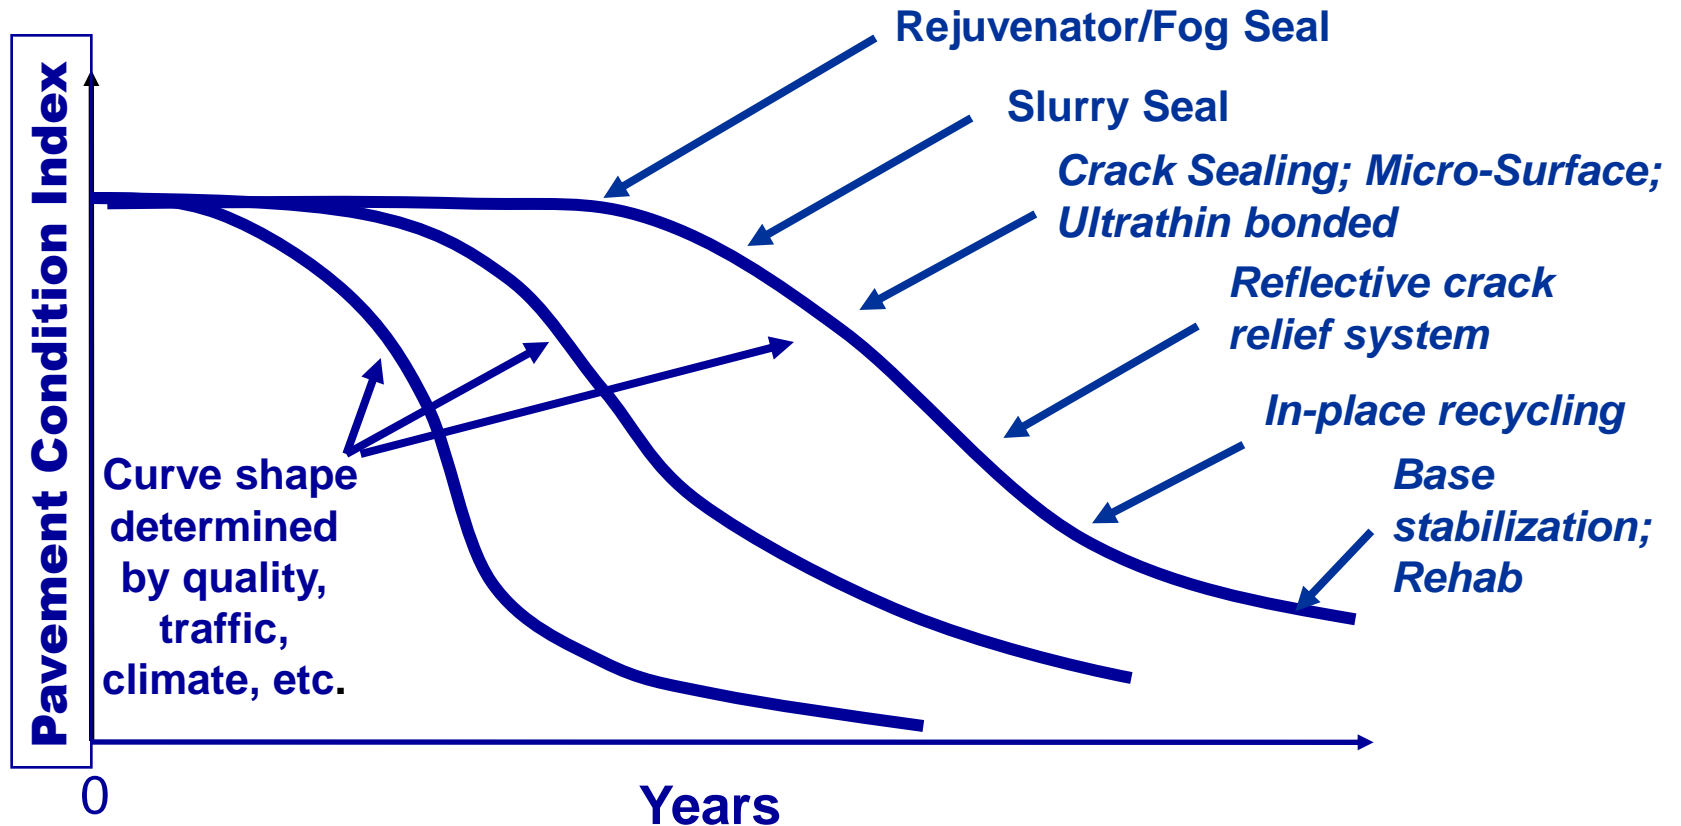 Pavement Condition Index
Rejuvenator/Fog Seal
Slurry Seal
Crack Sealing; Micro-Surface;
Ultrathin bonded
Reflective crack
relief system
In-place recycling
Base
stabilization;
Rehab
Curve shape
determined
by quality,
traffic,
climate, etc.
0
Years